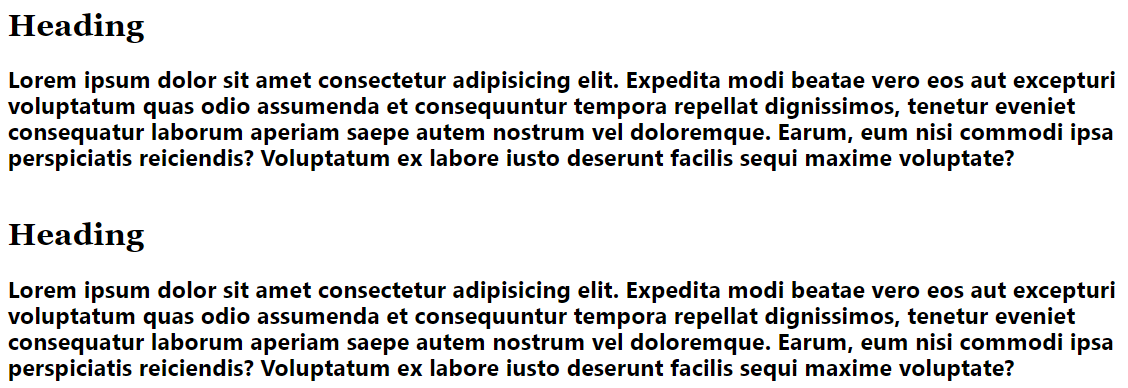 Heading
Lorem ipsum dolor sit amet consectetur adipisicing elit. Expedita modi beatae vero eos aut excepturi
voluptatum quas odio assumenda et consequuntur tempora repellat dignissimos, tenetur eveniet
consequatur laborum aperiam saepe autem nostrum vel doloremque. Earum, eum nisi commodi ipsa
perspiciatis reiciendis? Voluptatum ex labore iusto deserunt facilis sequi maxime voluptate?
Heading
Lorem ipsum dolor sit amet consectetur adipisicing elit. Expedita modi beatae vero eos aut excepturi
voluptatum quas odio assumenda et consequuntur tempora repellat dignissimos, tenetur eveniet
consequatur laborum aperiam saepe autem nostrum vel doloremque. Earum, eum nisi commodi ipsa
perspiciatis reiciendis? Voluptatum ex labore iusto deserunt facilis sequi maxime voluptate?